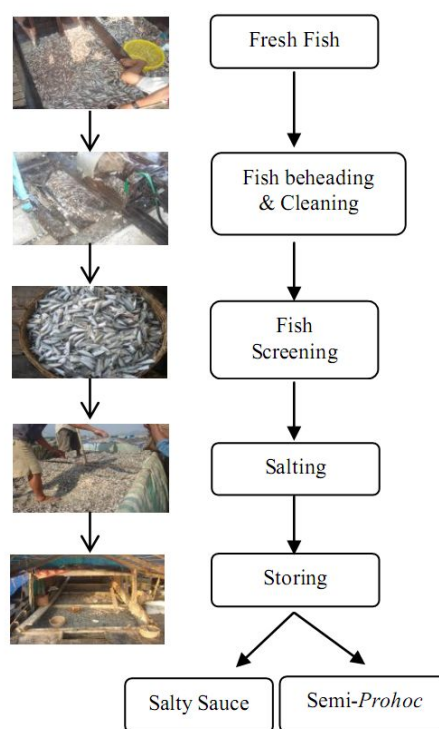 Fresh Fish
Fish beheading
& Cleaning
Fish
Screening
Salting
Storing
Salty Sauce
Semi-Prohoc